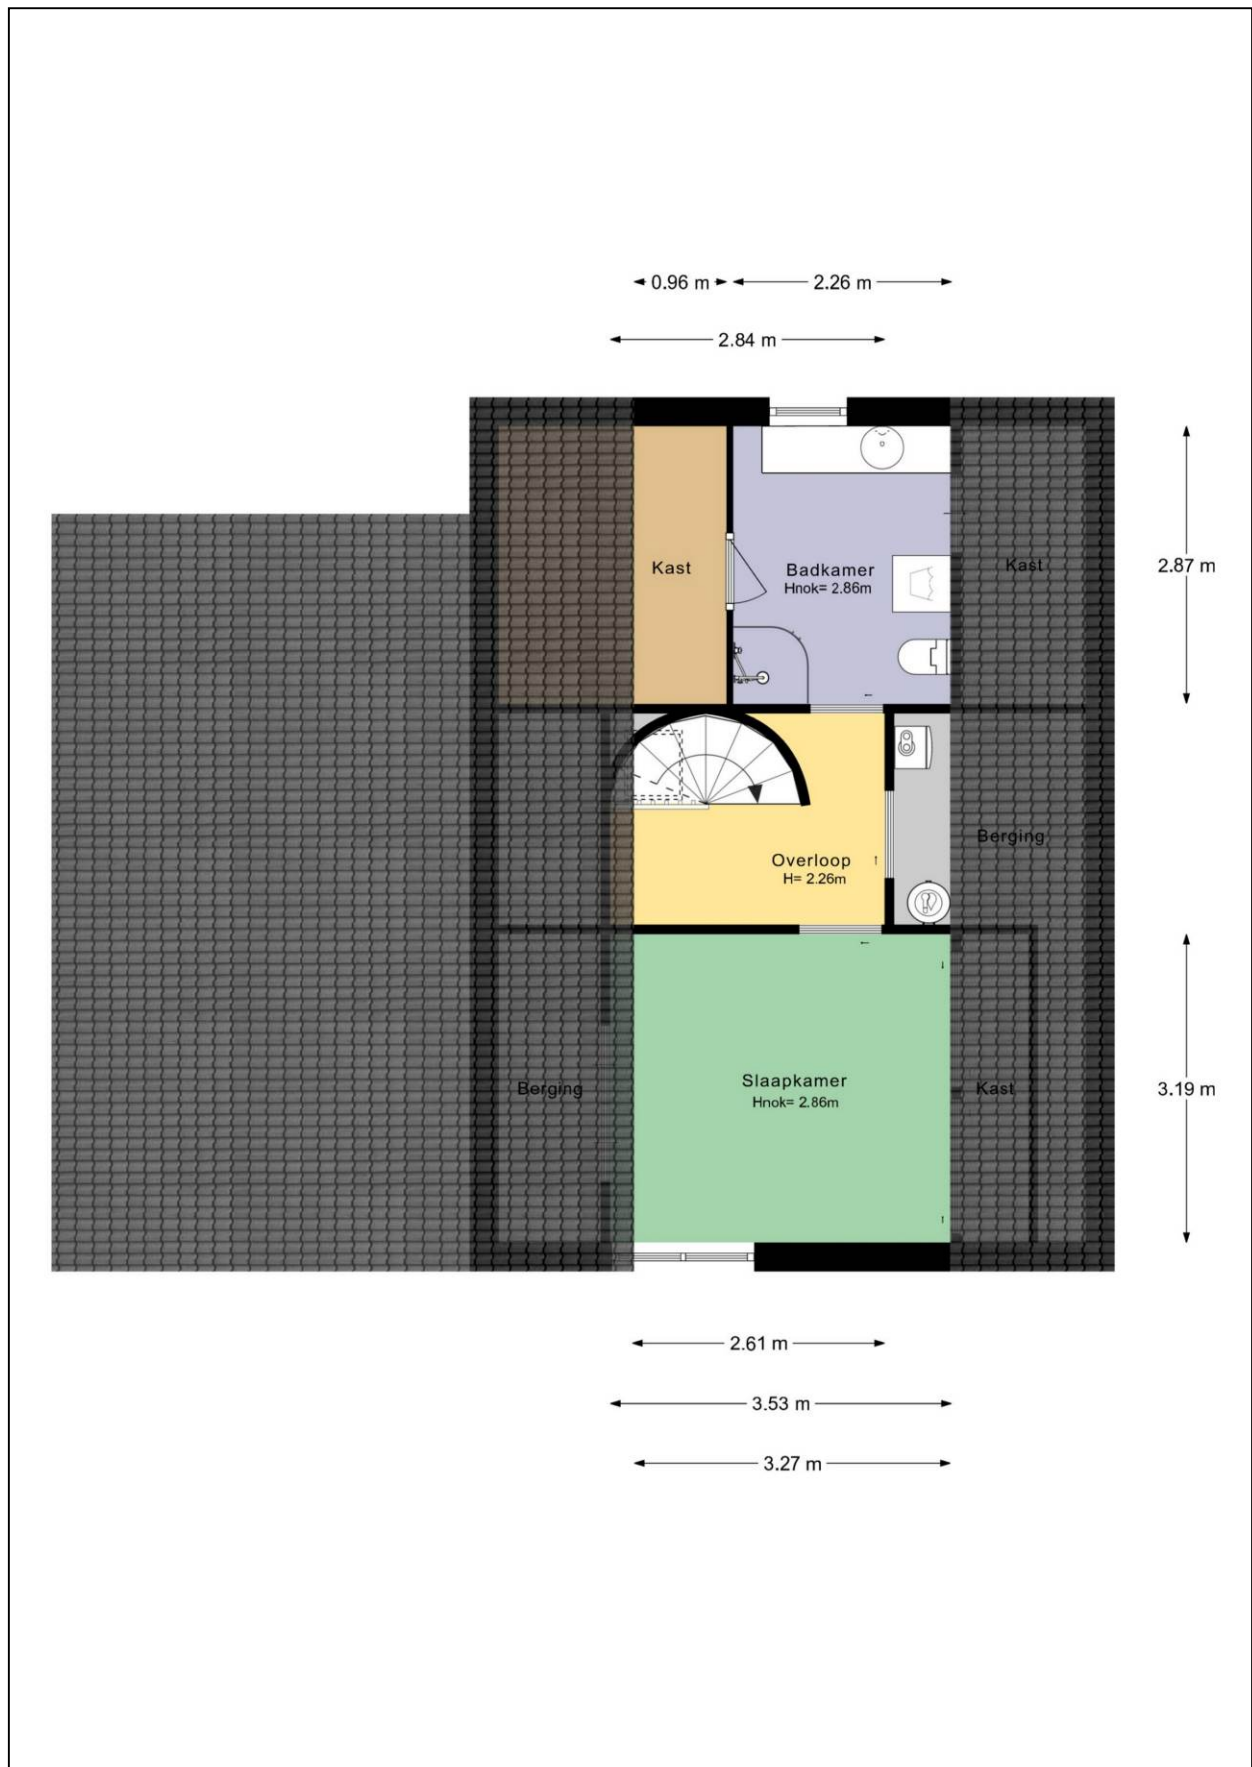 0.96 m
2.26 m
2.84 m
Kast
Badkamer
Hnok= 2.86m
Kast
2.87 m
Overloop
H= 2.26m
Berging
Slaapkamer
Hnok= 2.86m
Berging
Kast
3.19 m
2.61 m
3.53 m
3.27 m